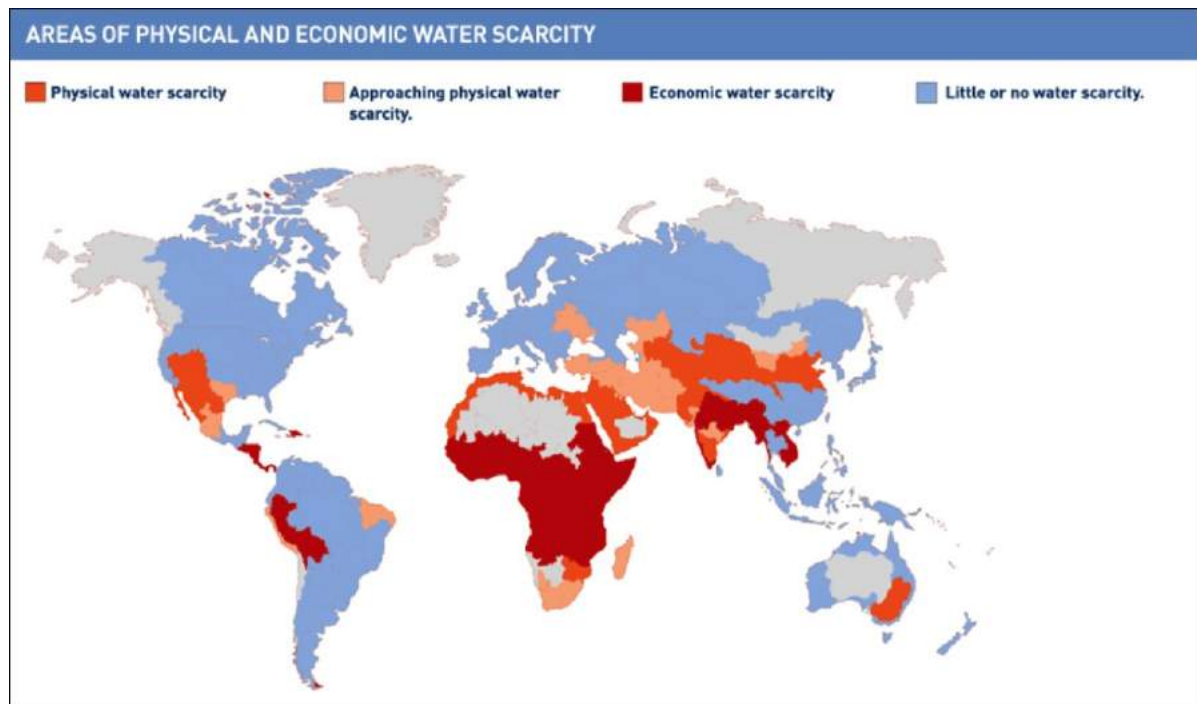 AREAS OF PHYSICAL AND ECONOMIC WATER SCARCITY
Physical water scarcity
Approaching physical water
scarcity.
Economic water scarcity
Little or no water scarcity.